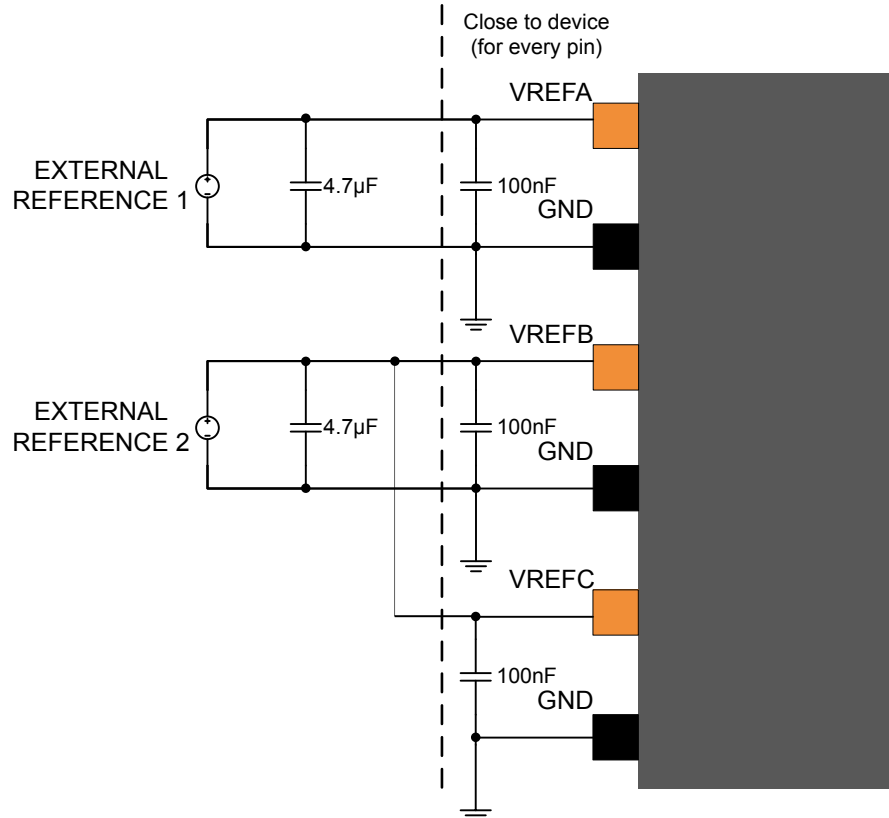 Close to device
(for every pin)
VREFA
EXTERNAL
REFERENCE 1
4.7µF
100nF
GND
VREFB
EXTERNAL
REFERENCE 2
4.7µF
100nF
GND
VREFC
100nF
GND